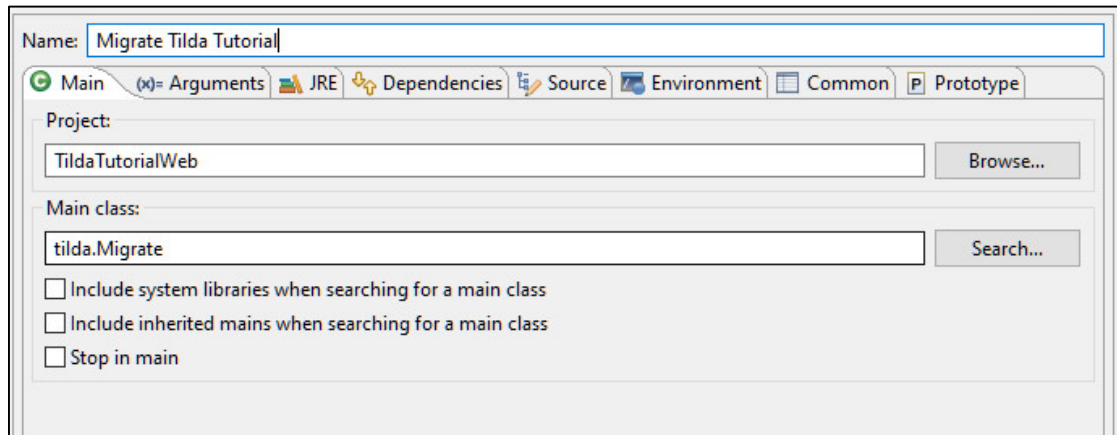 Name: Migrate Tilda Tutorial
Main (x)= Arguments JRE Dependencies Source Environment Common P Prototype
Project:
TildaTutorialWeb Browse...
Main class:
tilda.Migrate Search...
Include system libraries when searching for a main class
Include inherited mains when searching for a main class
Stop in main